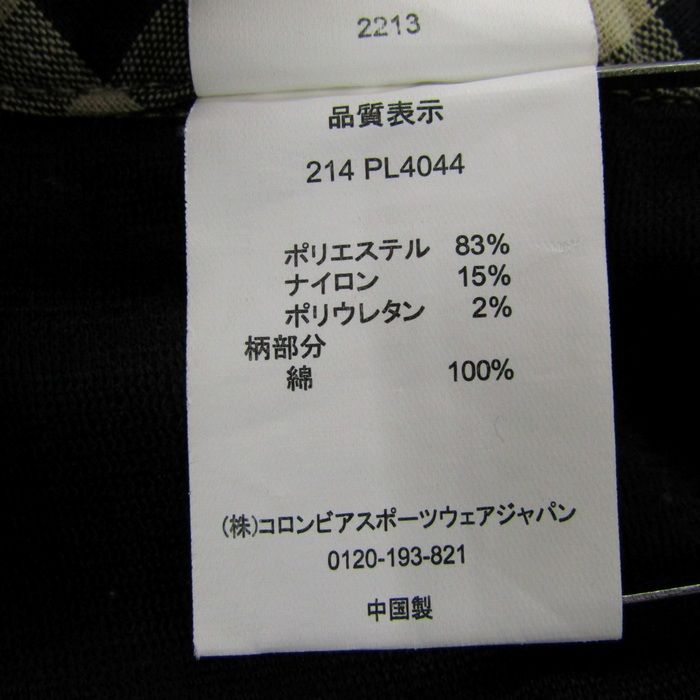 2213
品質表示
214 PL4044
ポリエステル 83%
ナイロン 15%
ポリウレタン 2%
柄部分
綿 100%
(株)コロンビアスポーツウェアジャパン
0120-193-821
中国製